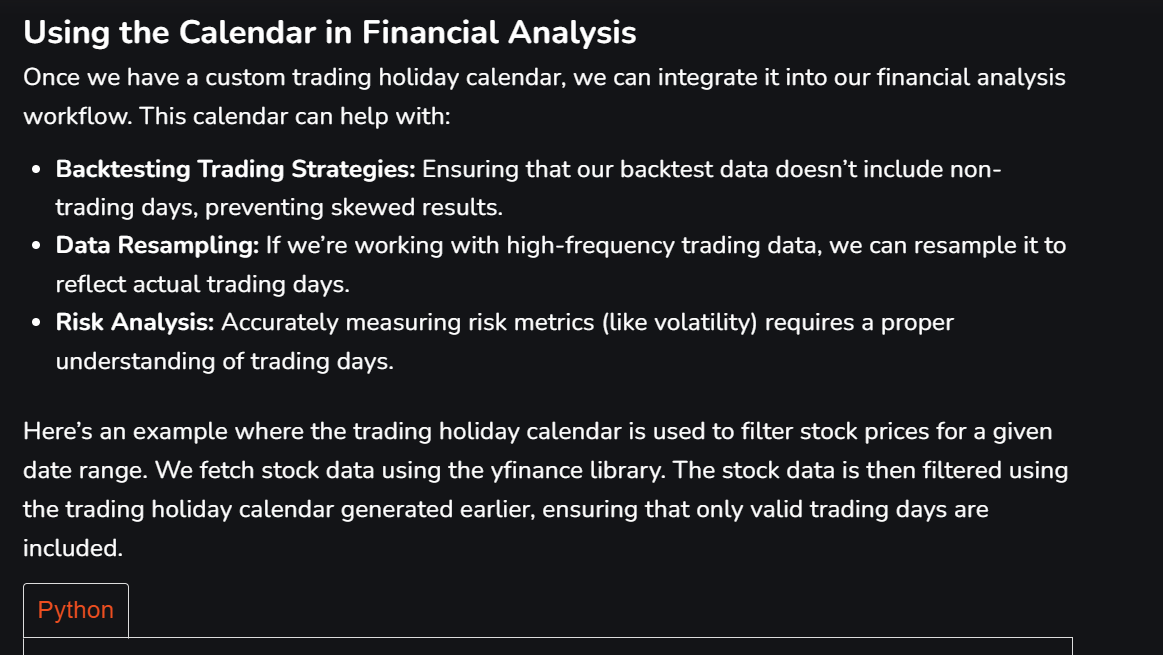 Using the Calendar in Financial Analysis
Once we have a custom trading holiday calendar, we can integrate it into our financial analysis
workflow. This calendar can help with:
• Backtesting Trading Strategies: Ensuring that our backtest data doesn’t include non-
trading days, preventing skewed results.
• Data Resampling: If we’re working with high-frequency trading data, we can resample it to
reflect actual trading days.
• Risk Analysis: Accurately measuring risk metrics (like volatility) requires a proper
understanding of trading days.
Here’s an example where the trading holiday calendar is used to filter stock prices for a given
date range. We fetch stock data using the yfinance library. The stock data is then filtered using
the trading holiday calendar generated earlier, ensuring that only valid trading days are
included.
Python